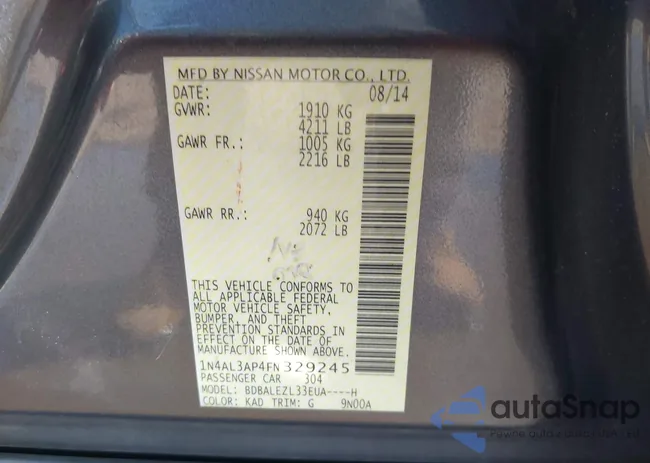 MFD BY NISSAN MOTOR CO., LTD.
DATE: 08/14
GVWR: 1910 KG
4211 LB
GAWR FR.: 1005 KG
2216 LB
GAWR RR.: 940 KG
2072 LB
THIS VEHICLE CONFORMS TO
ALL APPLICABLE FEDERAL
MOTOR VEHICLE SAFETY,
BUMPER, AND THEFT
PREVENTION STANDARDS IN
EFFECT ON THE DATE OF
MANUFACTURE SHOWN ABOVE.
1N4AL3AP4FN329245
PASSENGER CAR 304
MODEL: BDBALEZL33EUA----H
COLOR: KAD TRIM: G 9N00A
autoSnap
Pewne auto z